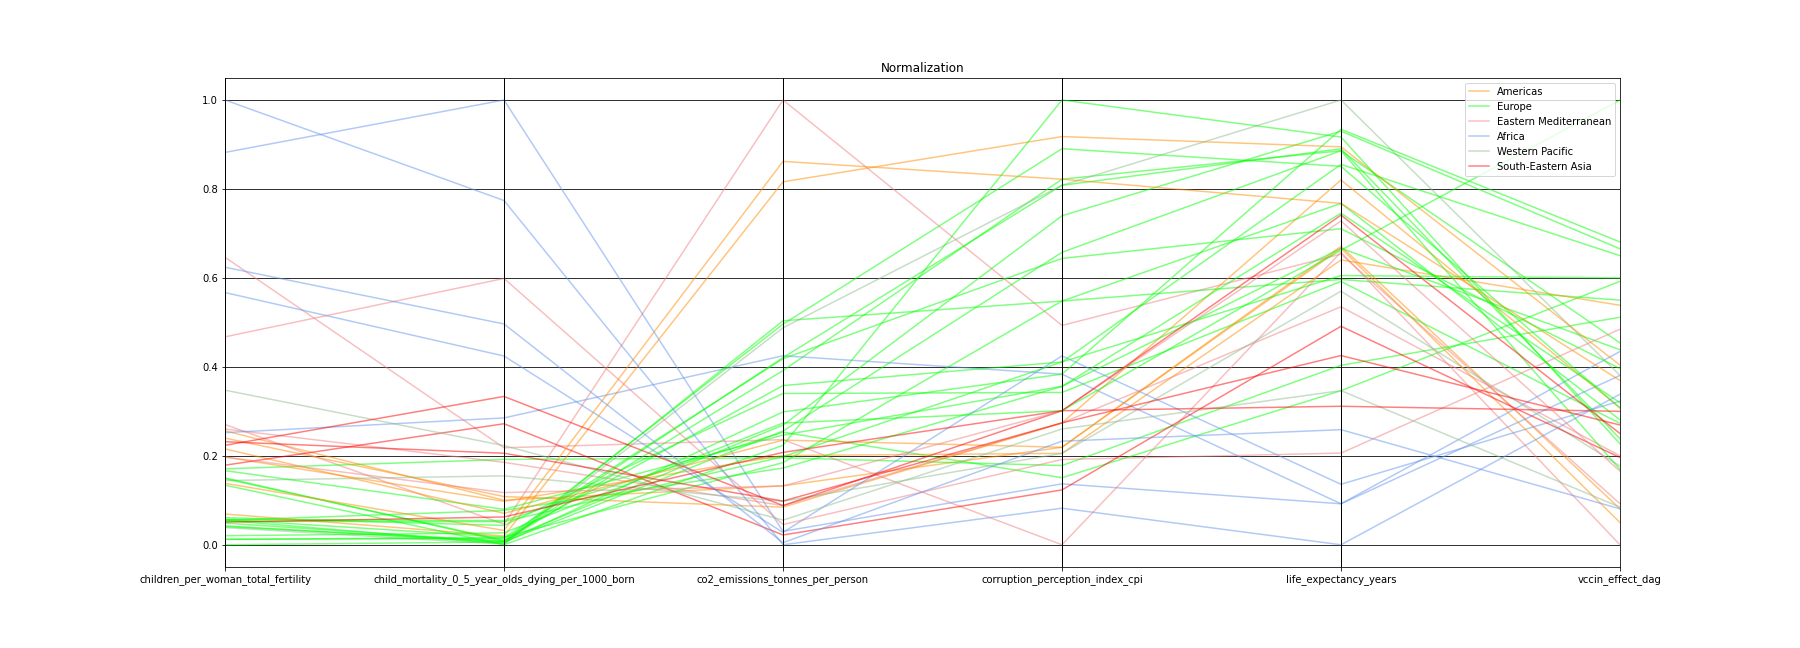 Normalization
Americas
Europe
Eastern Mediterranean
Africa
Western Pacific
South-Eastern Asia
1.0
0.8
0.6
0.4
0.2
0.0
children_per_woman_total_fertility
child_mortality_0_5_year_olds_dying_per_1000_born
co2_emissions_tonnes_per_person
corruption_perception_index_cpi
life_expectancy_years
vccin_effect_dag